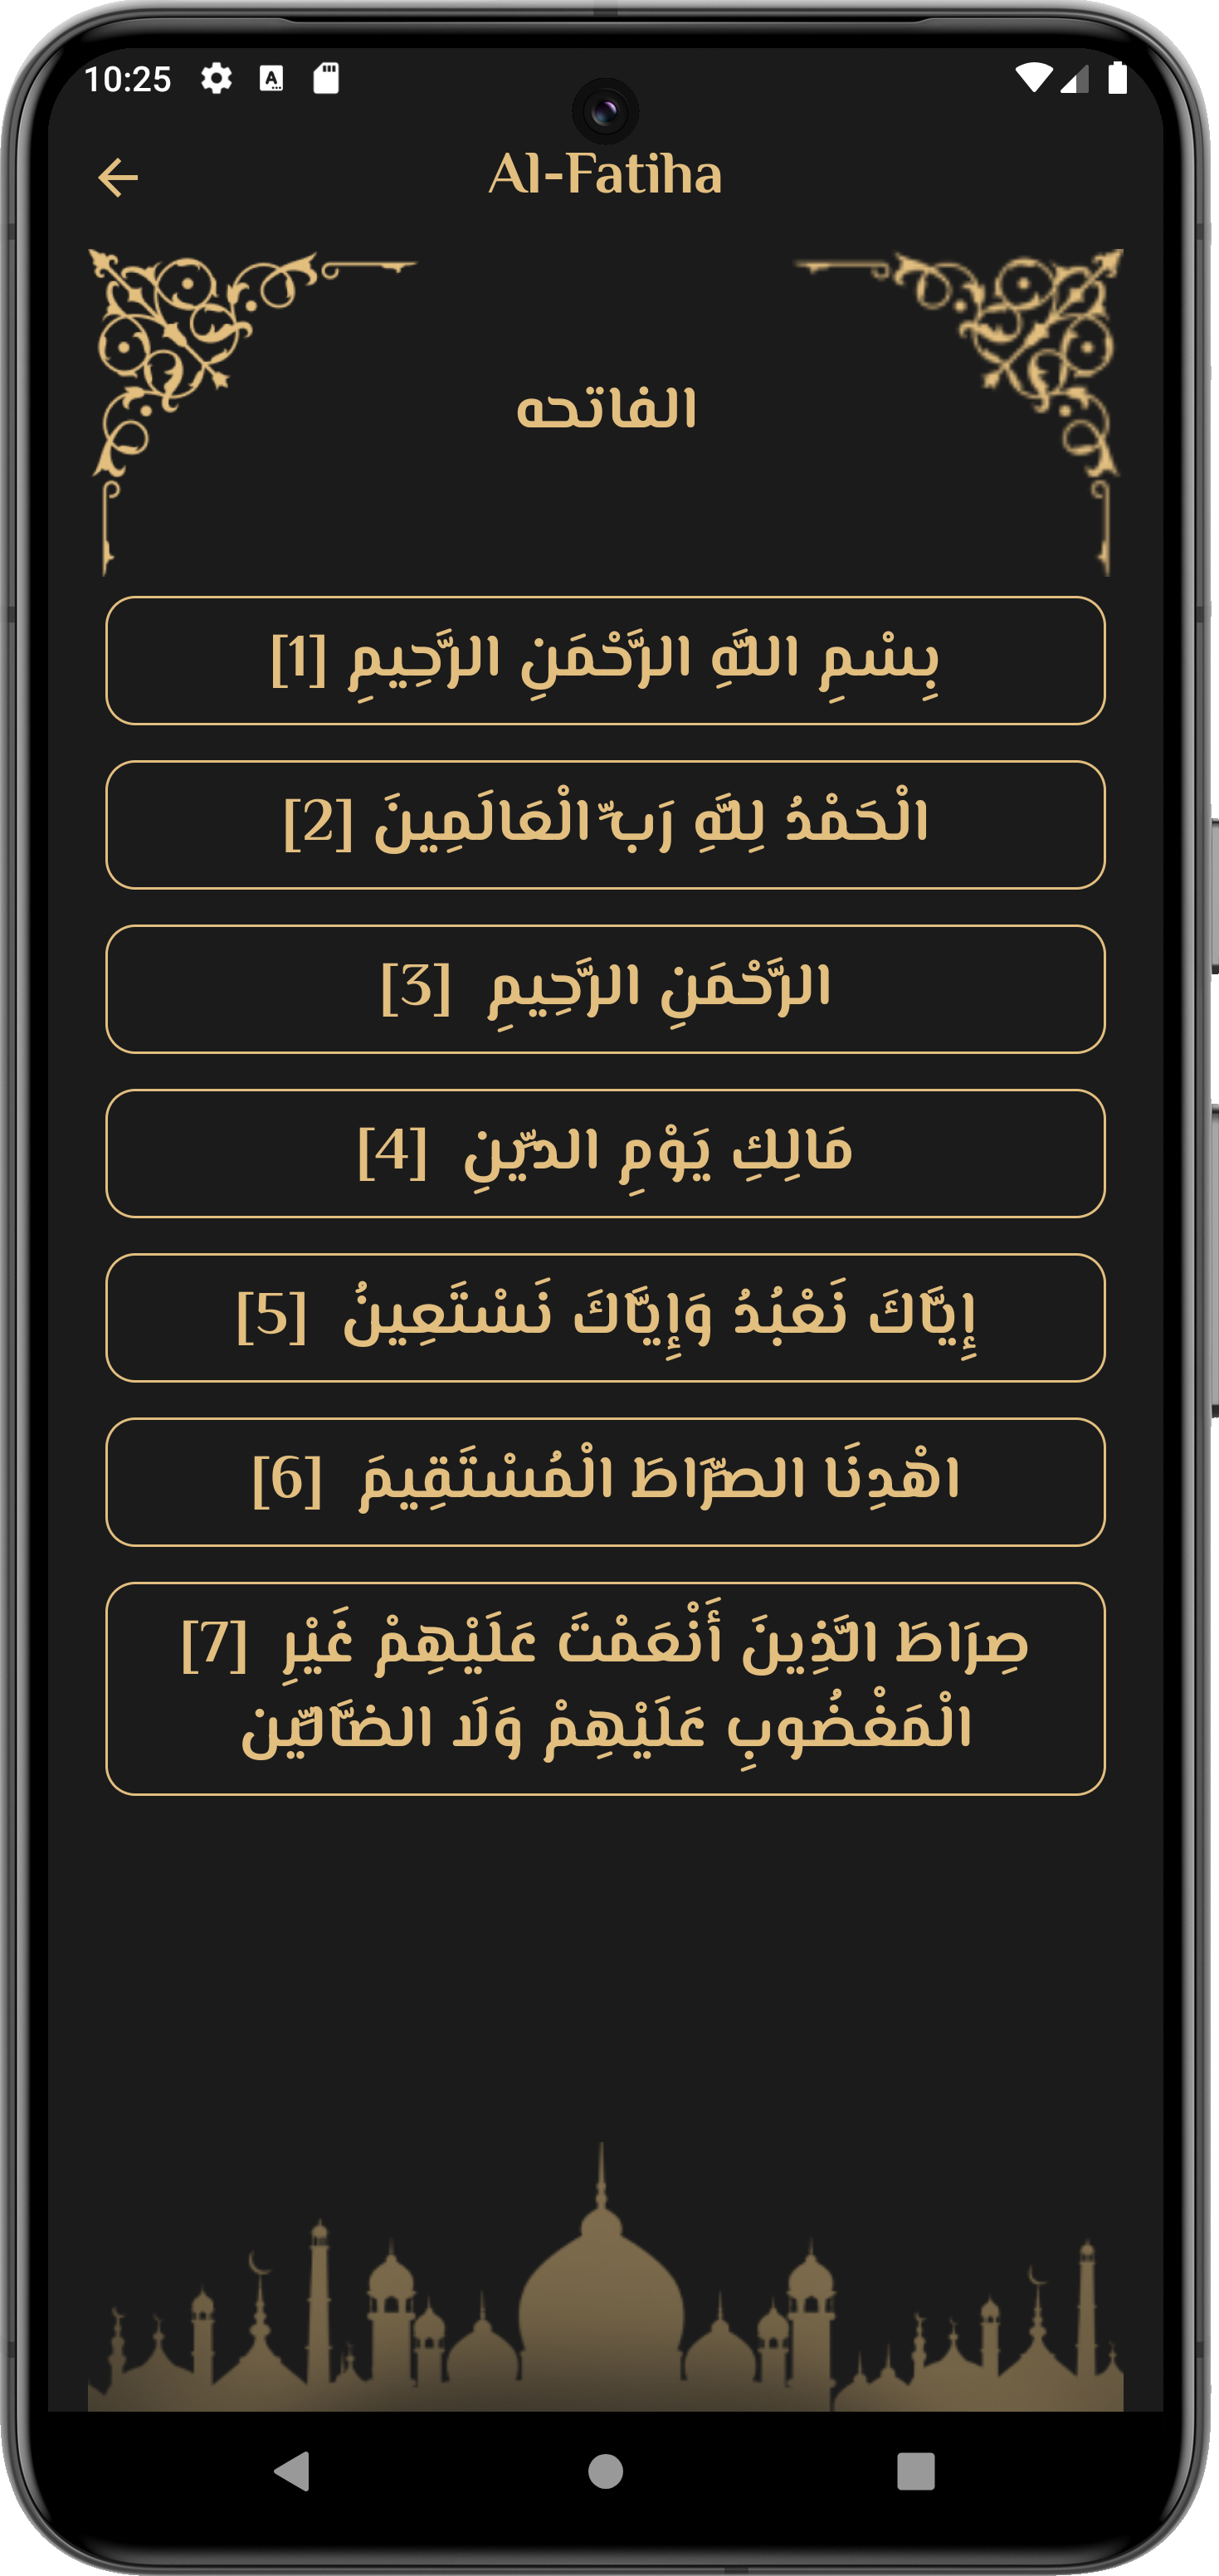 10:25
Al-Fatiha
الفاتحه
بِسْمِ اللَّهِ الرَّحْمَنِ الرَّحِيمِ [1]
الْحَمْدُ لِلَّهِ رَبِّ الْعَالَمِينَ [2]
الرَّحْمَنِ الرَّحِيمِ [3]
مَالِكِ يَوْمِ الدِّينِ [4]
إِيَّاكَ نَعْبُدُ وَإِيَّاكَ نَسْتَعِينُ [5]
اهْدِنَا الصِّرَاطَ الْمُسْتَقِيمَ [6]
صِرَاطَ الَّذِينَ أَنْعَمْتَ عَلَيْهِمْ غَيْرِ [7]
الْمَغْضُوبِ عَلَيْهِمْ وَلَا الضَّالِّين